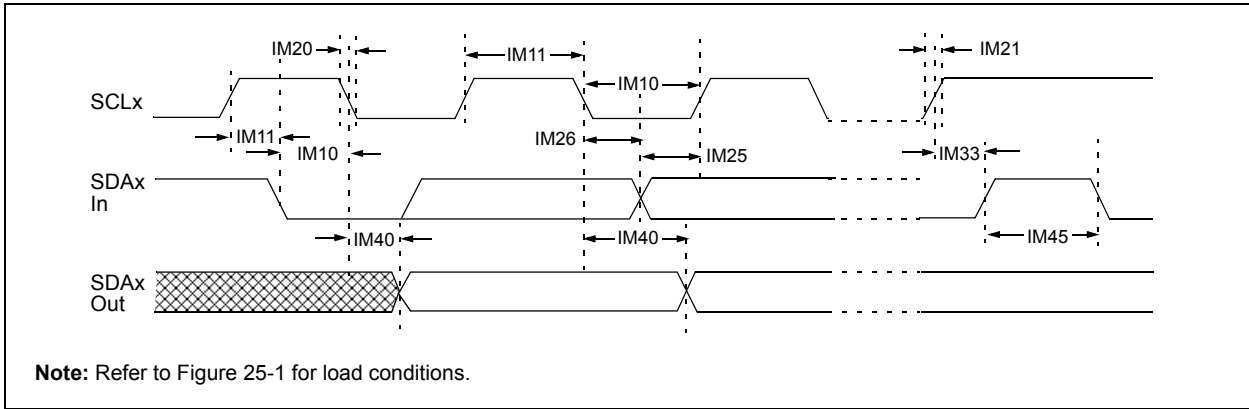 IM20
IM11
IM21
SCLx
IM10
IM11
IM26
IM10
IM25
IM33
SDAx
In
IM40
IM40
IM45
SDAx
Out
Note: Refer to Figure 25-1 for load conditions.